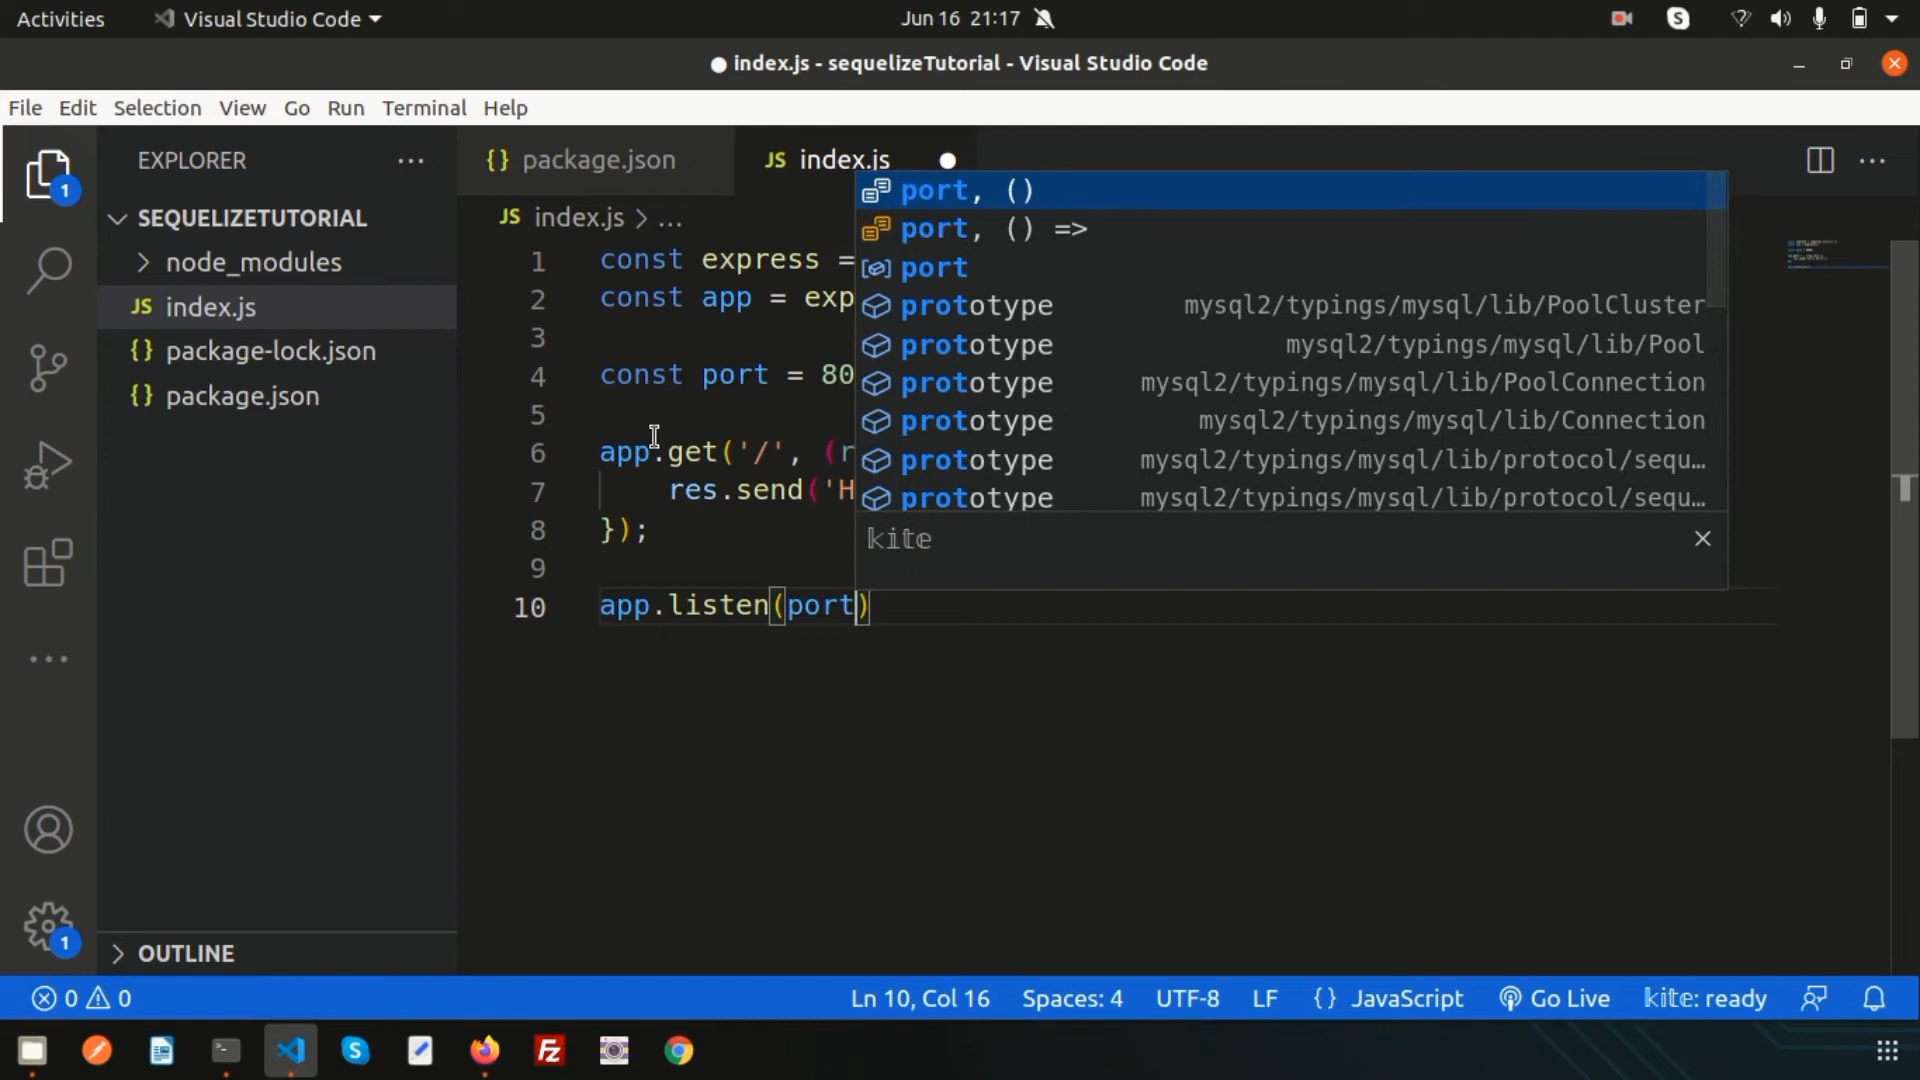 Activities
Visual Studio Code
Jun 16 21:17
index.js - sequelizeTutorial - Visual Studio Code
File Edit Selection View Go Run Terminal Help
EXPLORER
1
SEQUELIZETUTORIAL
node_modules
JS index.js
{} package-lock.json
{} package.json
OUTLINE
1
{} package.json
JS index.js
JS index.js > ...
1 const express =
2 const app = exp
3
4 const port = 80
5
6 app.get('/', (r
7 res.send('H
8 });
9
10 app.listen(port)
port, ()
port, () =>
port
prototype mysql2/typings/mysql/lib/PoolCluster
prototype mysql2/typings/mysql/lib/Pool
prototype mysql2/typings/mysql/lib/PoolConnection
prototype mysql2/typings/mysql/lib/Connection
prototype mysql2/typings/mysql/lib/protocol/sequ...
prototype mysql2/typings/mysql/lib/protocol/sequ...
kite
0 0
Ln 10, Col 16 Spaces: 4 UTF-8 LF {} JavaScript Go Live kite: ready